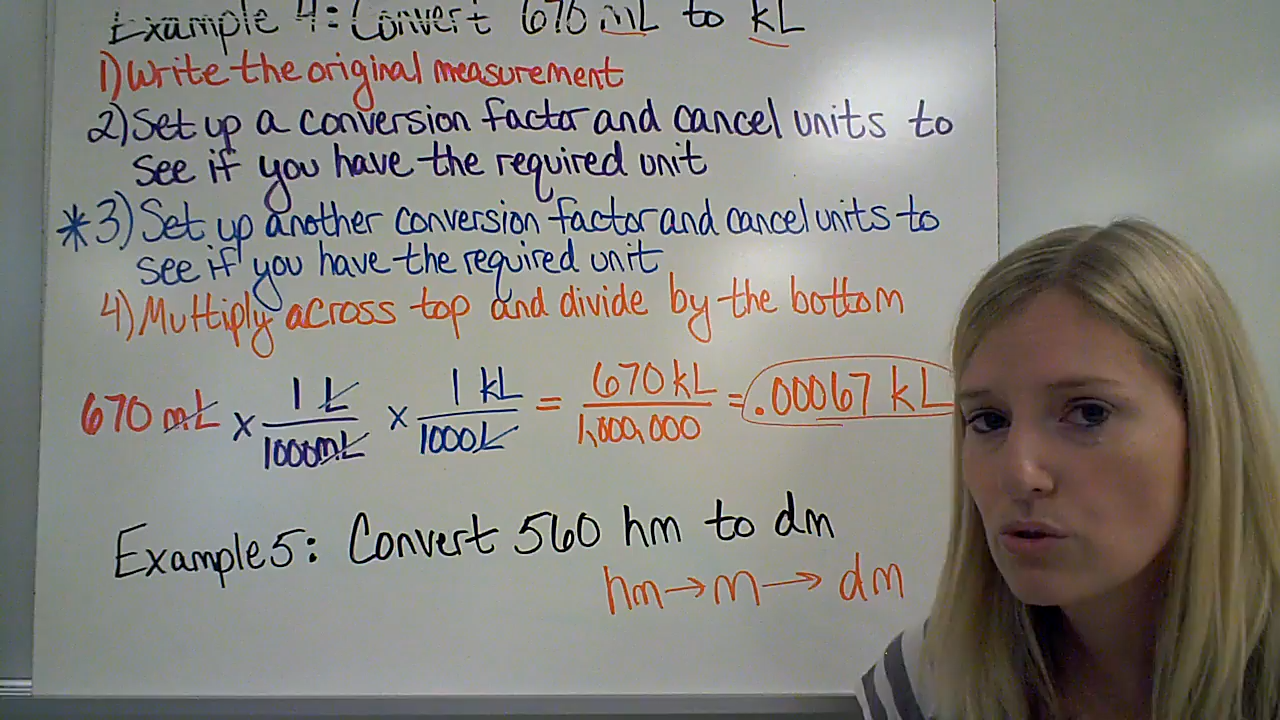 Example 4: Convert 670 mL to kL
1) Write the original measurement
2) Set up a conversion factor and cancel units to
see if you have the required unit
*3) Set up another conversion factor and cancel units to
see if you have the required unit
4) Multiply across top and divide by the bottom
670 mL × 1 L / 1000 mL × 1 kL / 1000 L = 670 kL / 1,000,000 = .00067 kL
Example 5: Convert 560 hm to dm
hm → m → dm